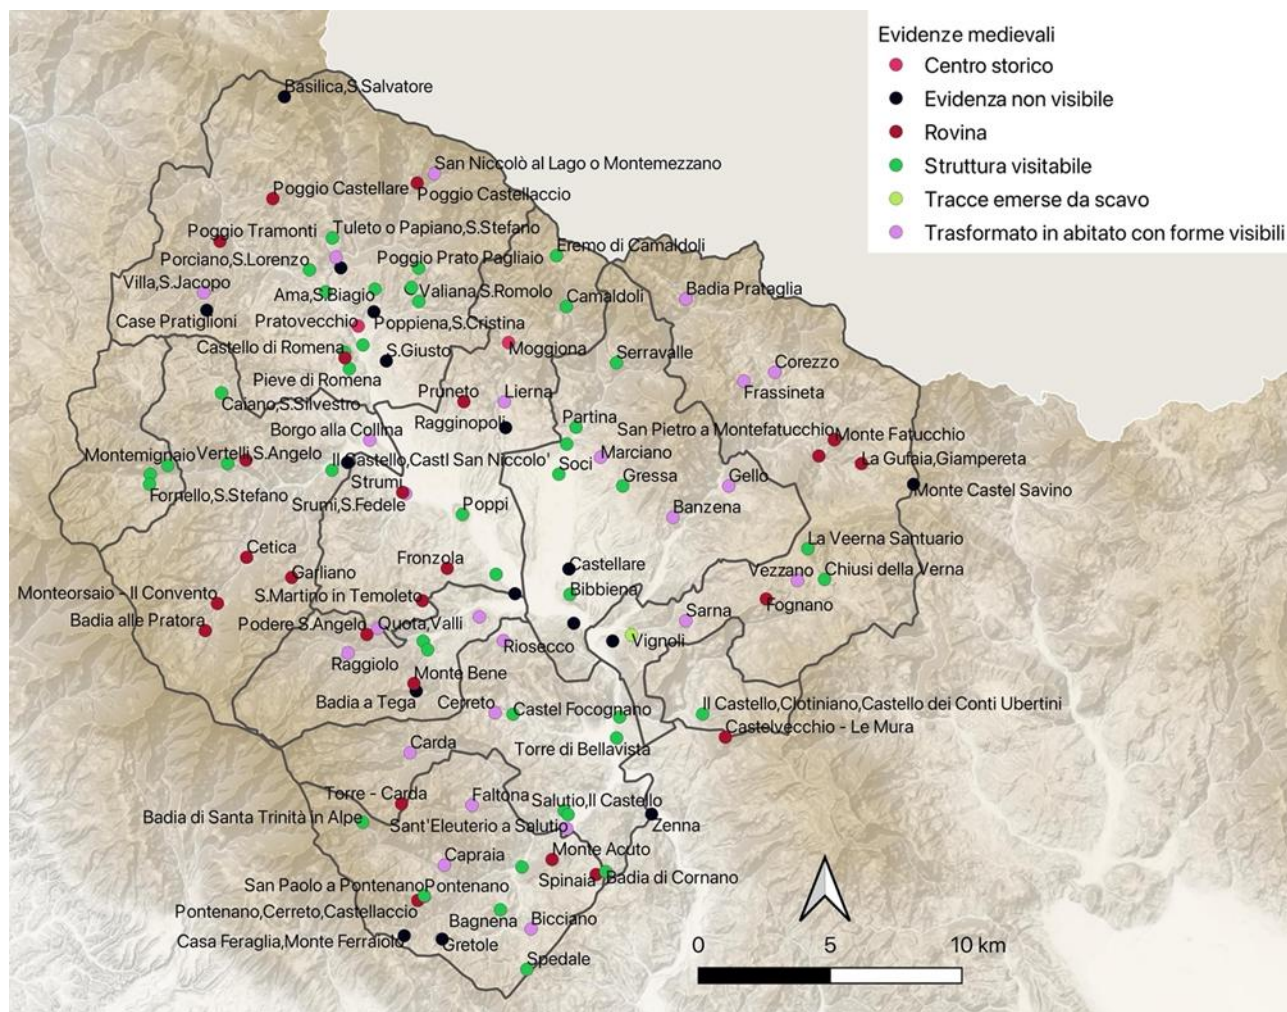 Evidenze medievali
Centro storico
Evidenza non visibile
Rovina
Struttura visitabile
Tracce emerse da scavo
Trasformato in abitato con forme visibili
Basilica,S.Salvatore
San Niccolò al Lago o Montemezzano
Poggio Castellare
Poggio Castellaccio
Poggio Tramonti
Tuleto o Papiano,S.Stefano
Eremo di Camaldoli
Porciano,S.Lorenzo
Poggio Prato Pagliaio
Villa,S.Jacopo
Ama,S.Biagio
Valiana,S.Romolo
Camaldoli
Badia Prataglia
Case Pratiglioni
Pratovecchio
Poppiena,S.Cristina
Castello di Romena
S.Giusto
Moggiona
Serravalle
Corezzo
Pieve di Romena
Frassineta
Caiano,S.Silvestro
Pruneto
Lierna
Ragginopoli
Partina
Borgo alla Collina
San Pietro a Montefatucchio
Monte Fatucchio
Montemignaio
Vertelli S.Angelo
Il Castello,Castl San Niccolo'
Marciano
La Gufaia,Giampereta
Soci
Strumi
Gressa
Gello
Monte Castel Savino
Fornello,S.Stefano
Srumi,S.Fedele
Poppi
Banzena
La Veerna Santuario
Cetica
Fronzola
Castellare
Vezzano
Chiusi della Verna
Garliano
Monteorsaio - Il Convento
S.Martino in Temoleto
Bibbiena
Fognano
Badia alle Pratora
Podere S.Angelo
Quota,Valli
Sarna
Vignoli
Riosecco
Raggiolo
Monte Bene
Badia a Tega
Cerreto
Castel Focognano
Il Castello,Clotiniano,Castello dei Conti Ubertini
Castelvecchio - Le Mura
Carda
Torre di Bellavista
Torre - Carda
Faltona
Salutio,Il Castello
Badia di Santa Trinità in Alpe
Sant'Eleuterio a Salutio
Zenna
Capraia
Monte Acuto
San Paolo a Pontenano
Pontenano
Spinaia
Badia di Cornano
Pontenano,Cerreto,Castellaccio
Bagnena
Bicciano
Casa Feraglia,Monte Ferraiolo
Gretole
Spedale
0 5 10 km